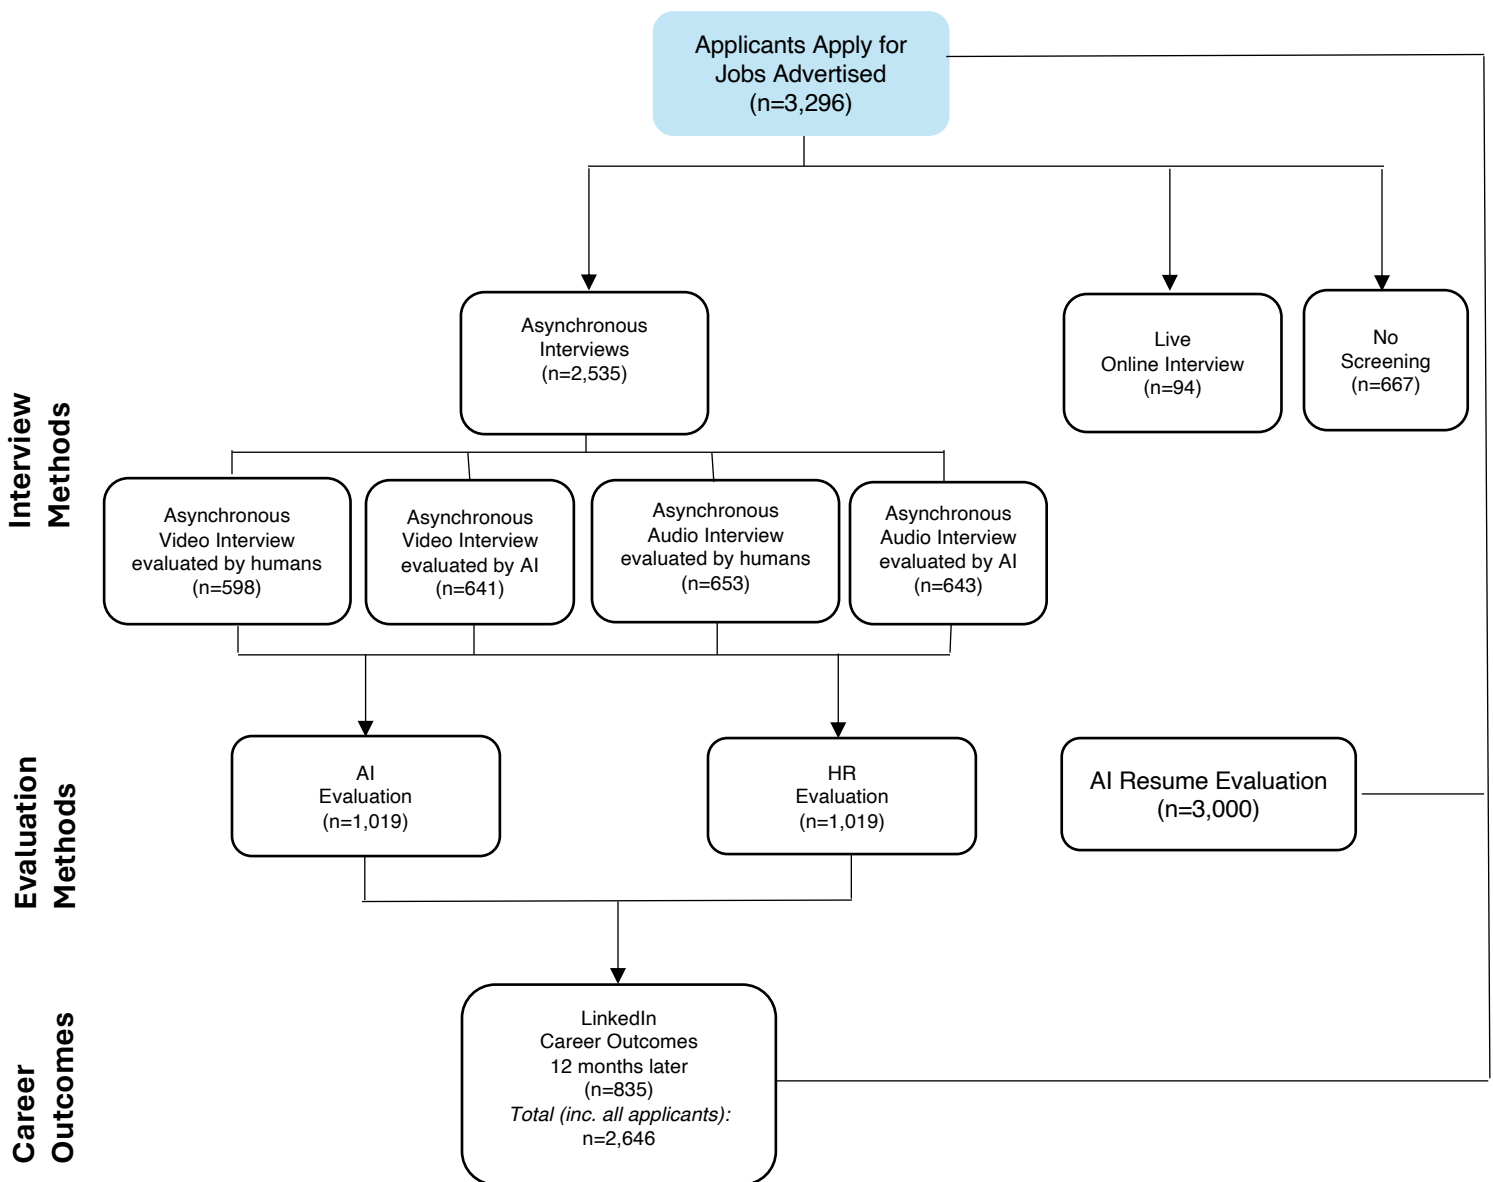 Applicants Apply for
Jobs Advertised
(n=3,296)
Interview
Methods
Asynchronous
Interviews
(n=2,535)
Live
Online Interview
(n=94)
No
Screening
(n=667)
Asynchronous
Video Interview
evaluated by humans
(n=598)
Asynchronous
Video Interview
evaluated by AI
(n=641)
Asynchronous
Audio Interview
evaluated by humans
(n=653)
Asynchronous
Audio Interview
evaluated by AI
(n=643)
Evaluation
Methods
AI
Evaluation
(n=1,019)
HR
Evaluation
(n=1,019)
AI Resume Evaluation
(n=3,000)
Career
Outcomes
LinkedIn
Career Outcomes
12 months later
(n=835)
Total (inc. all applicants):
n=2,646